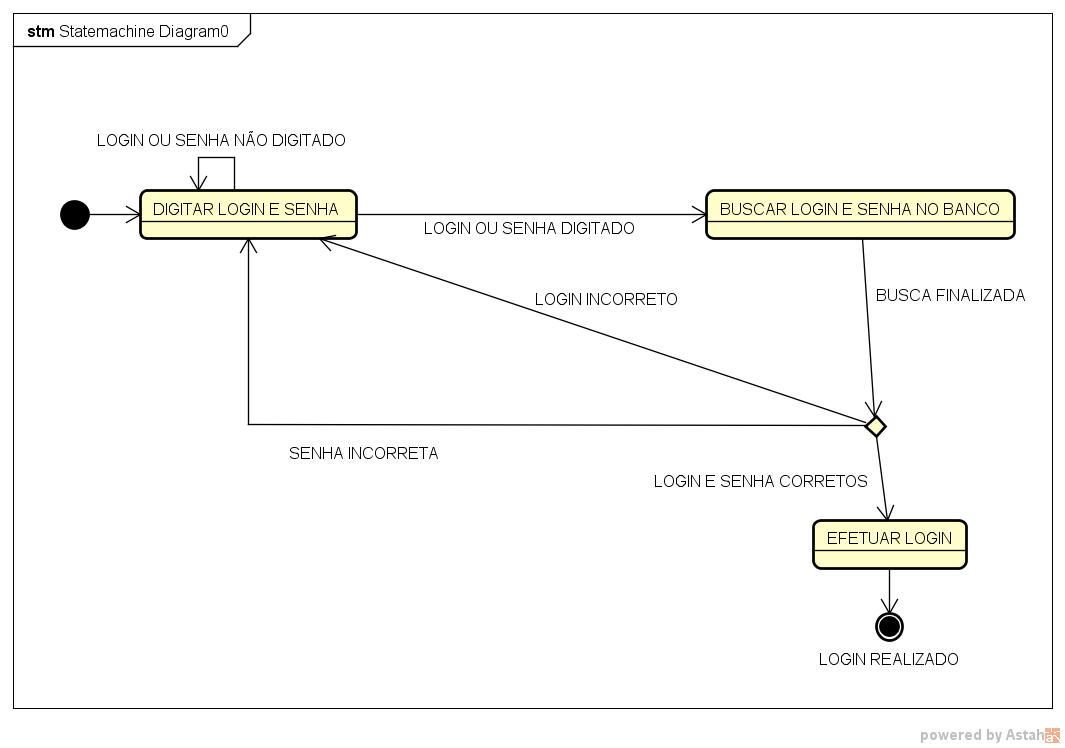 stm Statemachine Diagram0
LOGIN OU SENHA NÃO DIGITADO
DIGITAR LOGIN E SENHA
BUSCAR LOGIN E SENHA NO BANCO
LOGIN OU SENHA DIGITADO
LOGIN INCORRETO
BUSCA FINALIZADA
SENHA INCORRETA
LOGIN E SENHA CORRETOS
EFETUAR LOGIN
LOGIN REALIZADO
powered by Astah